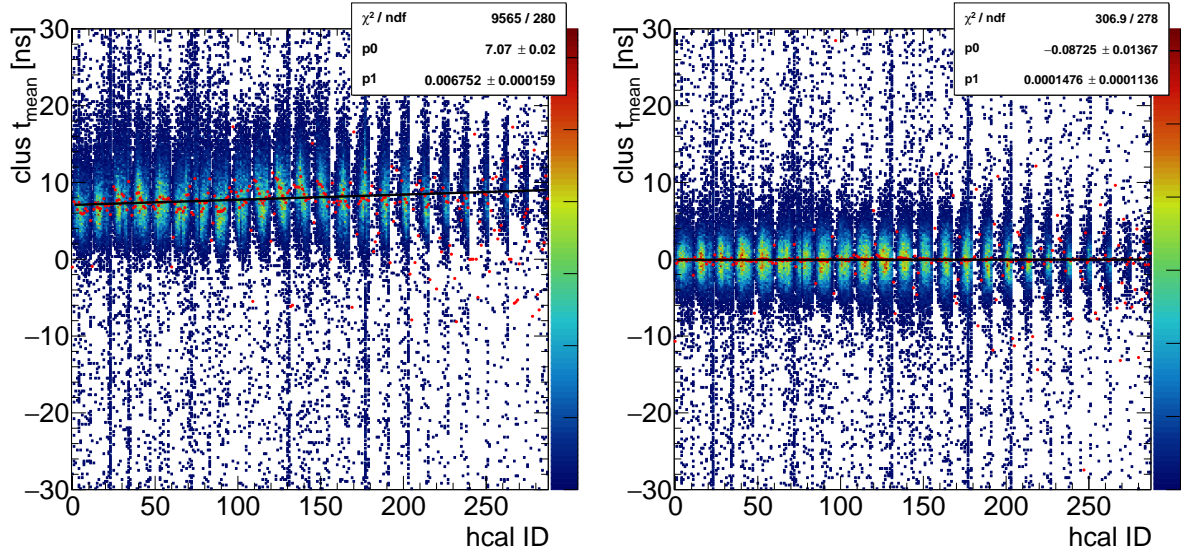 χ² / ndf 9565 / 280
p0 7.07 ± 0.02
p1 0.006752 ± 0.000159
clus t_mean [ns]
30
20
10
0
−10
−20
−30
0 50 100 150 200 250
hcal ID
χ² / ndf 306.9 / 278
p0 −0.08725 ± 0.01367
p1 0.0001476 ± 0.0001136
clus t_mean [ns]
30
20
10
0
−10
−20
−30
0 50 100 150 200 250
hcal ID